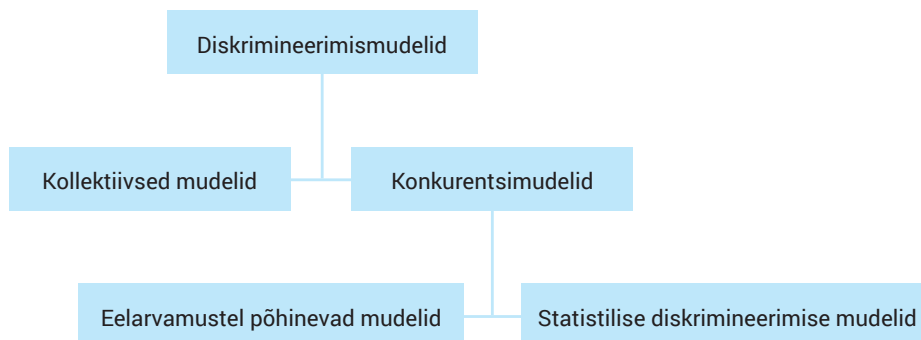 Diskrimineerimismudelid
Kollektiivsed mudelid
Konkurentsimudelid
Eelarvamustel põhinevad mudelid
Statistilise diskrimineerimise mudelid